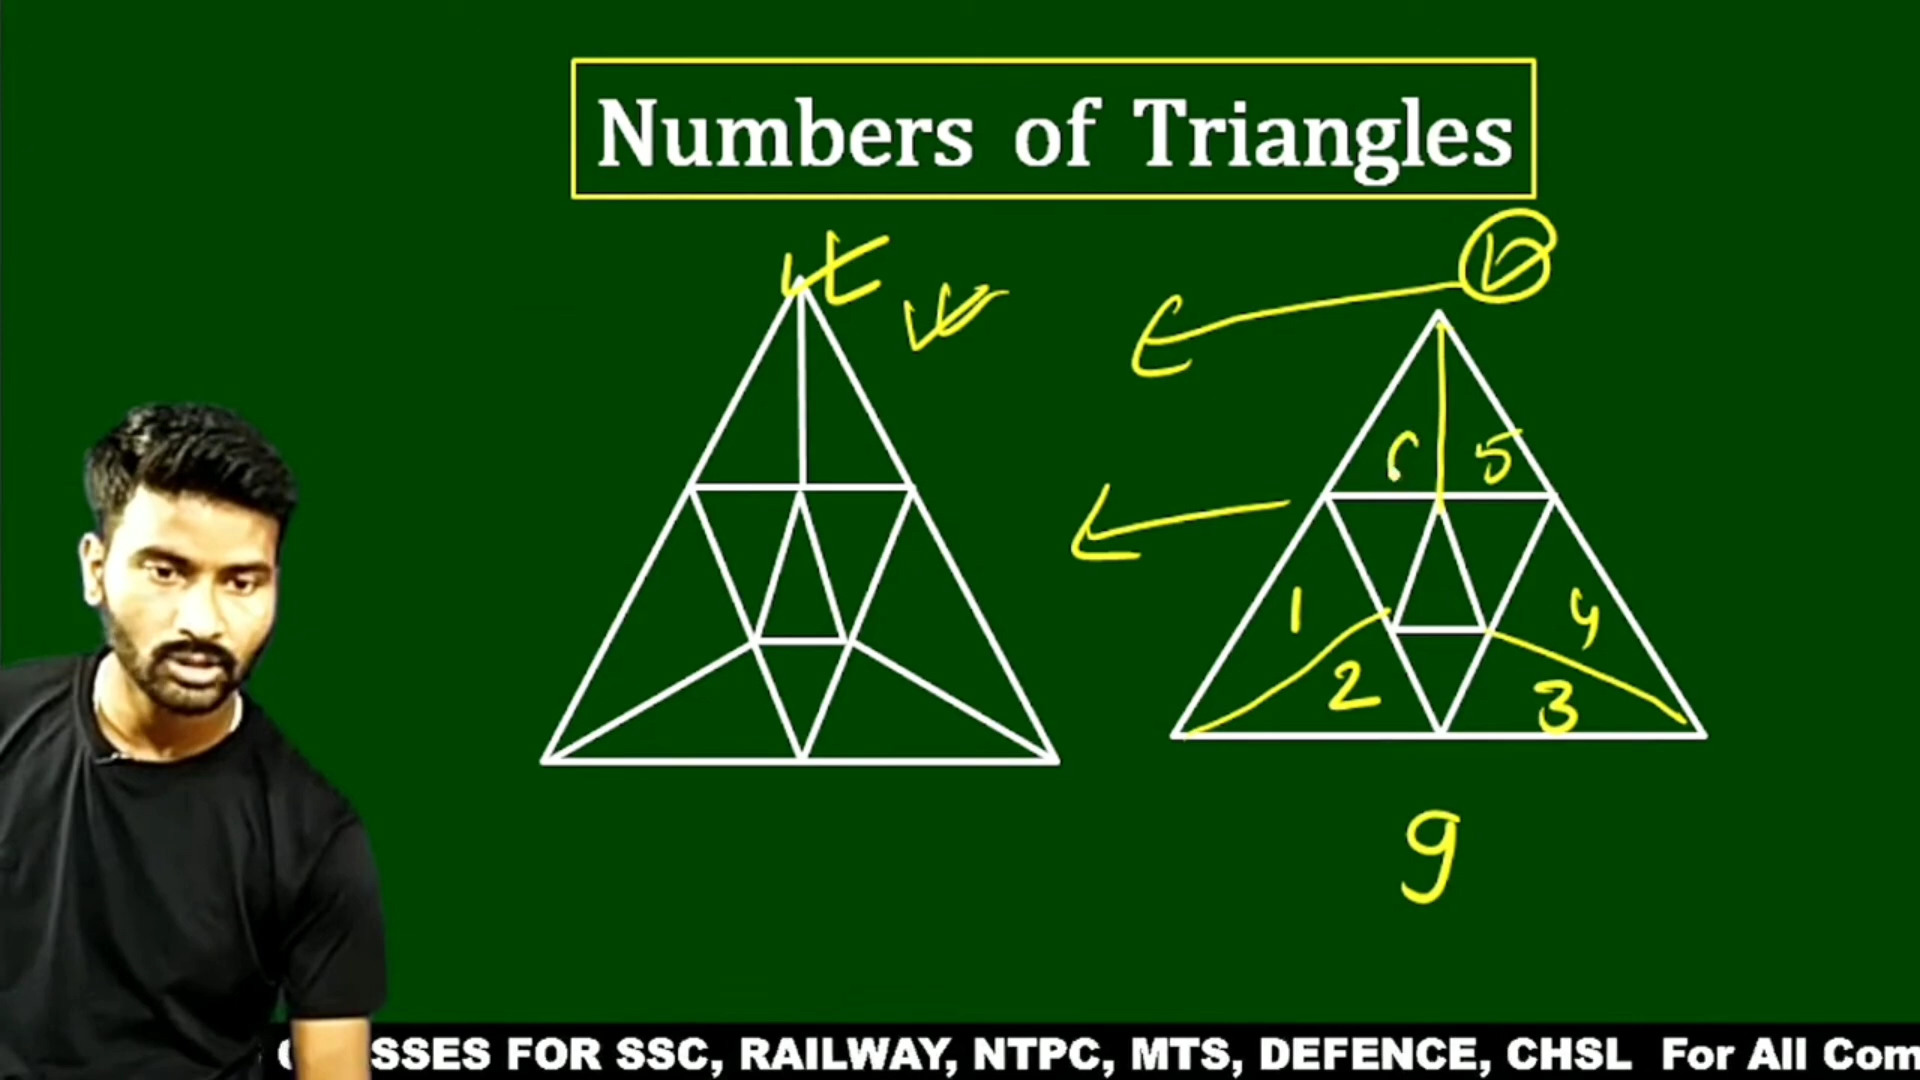 Numbers of Triangles
6 5
1 4
2 3
9
SSES FOR SSC, RAILWAY, NTPC, MTS, DEFENCE, CHSL For All Com